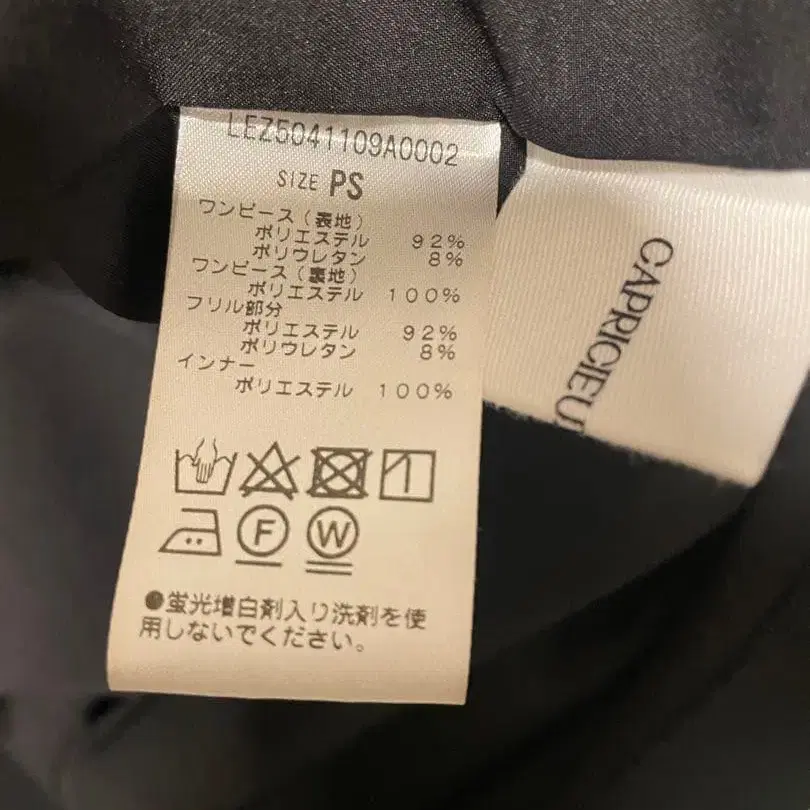 LEZ5041109A0002
SIZE PS
ワンピース(表地)
ポリエステル 92%
ポリウレタン 8%
ワンピース(裏地)
ポリエステル 100%
フリル部分
ポリエステル 92%
ポリウレタン 8%
インナー
ポリエステル 100%
F W
●蛍光増白剤入り洗剤を使
用しないでください。
CAPRICIEU